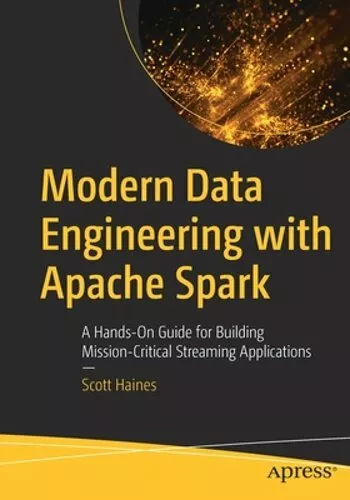 Modern Data
Engineering with
Apache Spark
A Hands-On Guide for Building
Mission-Critical Streaming Applications
—
Scott Haines
Apress®